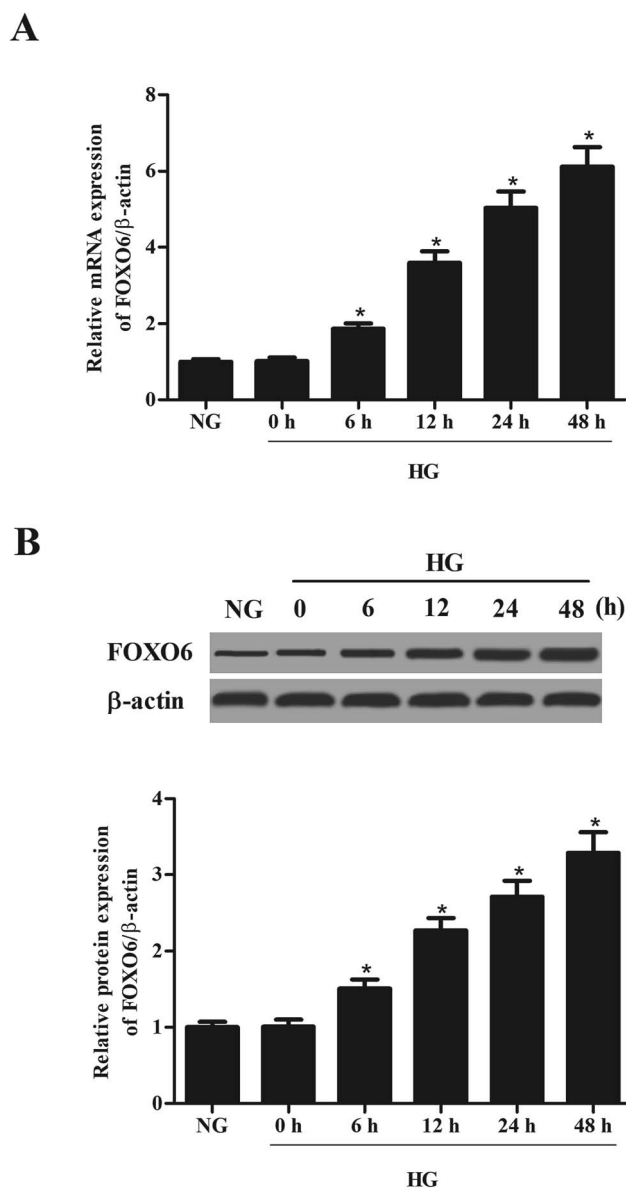 A
Relative mRNA expression
of FOXO6/β-actin
8
6
4
2
0
* * * * *
NG 0 h 6 h 12 h 24 h 48 h
HG
B
HG
NG 0 6 12 24 48 (h)
FOXO6
β-actin
Relative protein expression
of FOXO6/β-actin
4
3
2
1
0
* * * * *
NG 0 h 6 h 12 h 24 h 48 h
HG